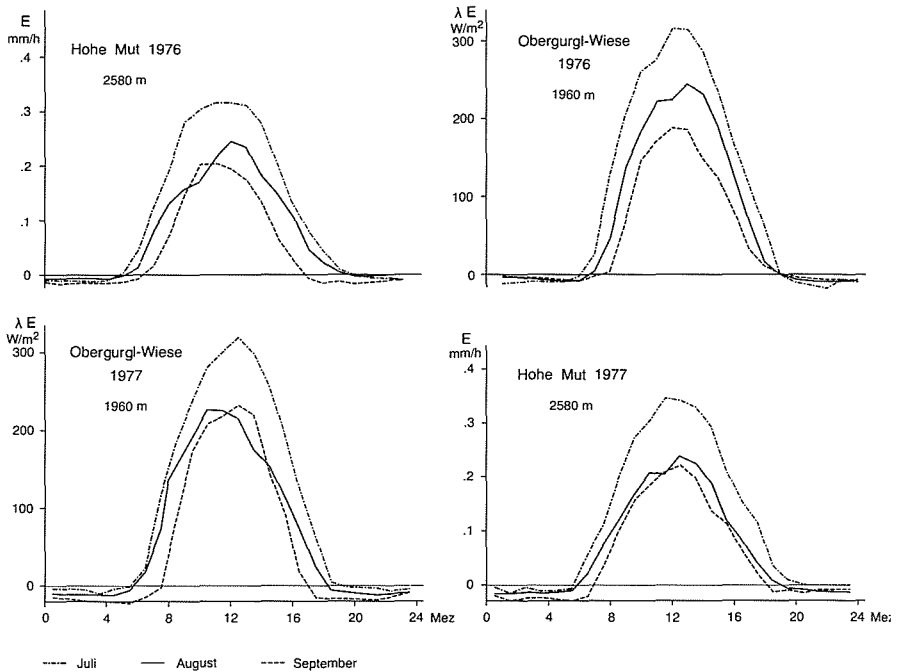 E
mm/h
.4
.3
.2
.1
0
Hohe Mut 1976
2580 m
λ E
W/m²
300
200
100
0
Obergurgl-Wiese
1976
1960 m
λ E
W/m²
300
200
100
0
Obergurgl-Wiese
1977
1960 m
0 4 8 12 16 20 24 Mez
E
mm/h
.4
.3
.2
.1
0
Hohe Mut 1977
2580 m
0 4 8 12 16 20 24 Mez
Juli August September